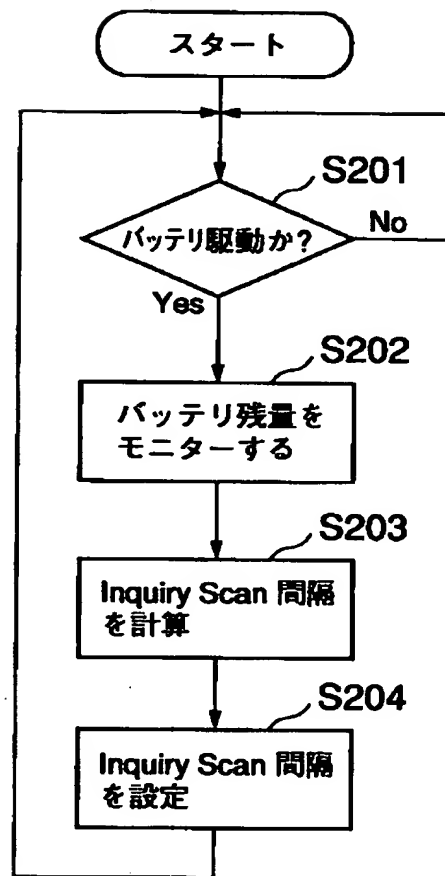 スタート
S201
バッテリ駆動か?
No
Yes
S202
バッテリ残量を
モニターする
S203
Inquiry Scan 間隔
を計算
S204
Inquiry Scan 間隔
を設定